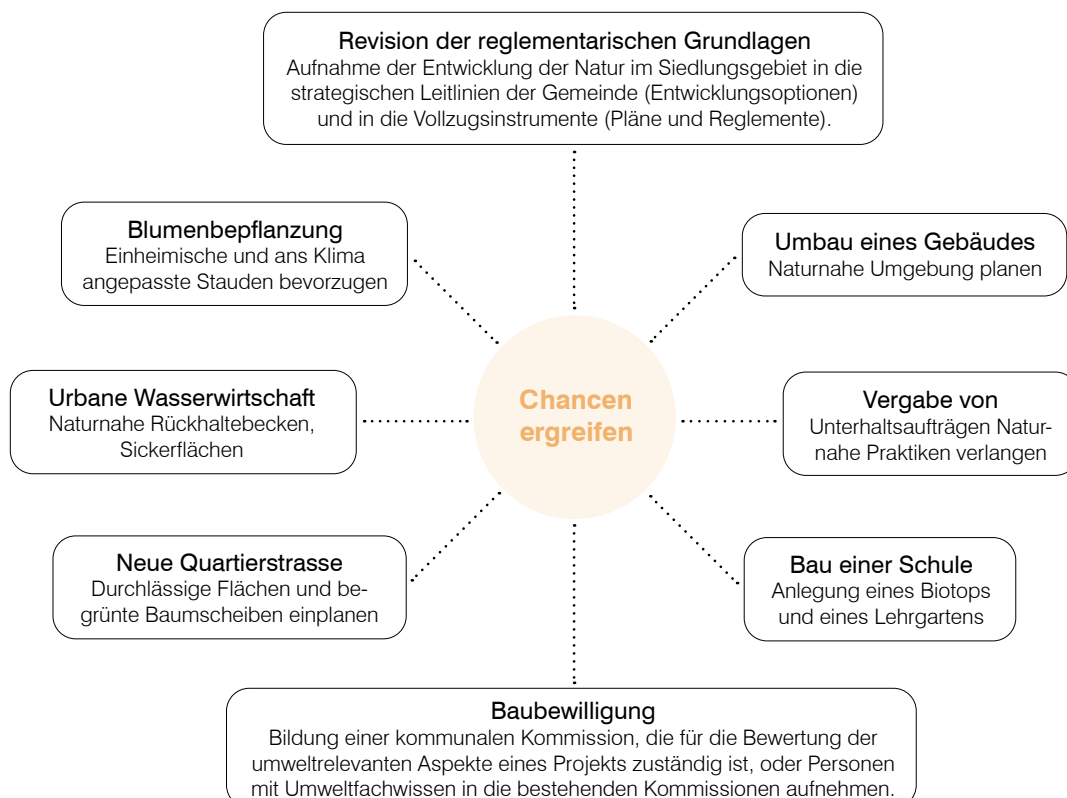 Revision der reglementarischen Grundlagen
Aufnahme der Entwicklung der Natur im Siedlungsgebiet in die
strategischen Leitlinien der Gemeinde (Entwicklungsoptionen)
und in die Vollzugsinstrumente (Pläne und Reglemente).
Blumenbepflanzung
Einheimische und ans Klima
angepasste Stauden bevorzugen
Umbau eines Gebäudes
Naturnahe Umgebung planen
Urbane Wasserwirtschaft
Naturnahe Rückhaltebecken,
Sickerflächen
Chancen
ergreifen
Vergabe von
Unterhaltsaufträgen Natur-
nahe Praktiken verlangen
Neue Quartierstrasse
Durchlässige Flächen und be-
grünte Baumscheiben einplanen
Bau einer Schule
Anlegung eines Biotops
und eines Lehrgartens
Baubewilligung
Bildung einer kommunalen Kommission, die für die Bewertung der
umweltrelevanten Aspekte eines Projekts zuständig ist, oder Personen
mit Umweltfachwissen in die bestehenden Kommissionen aufnehmen.